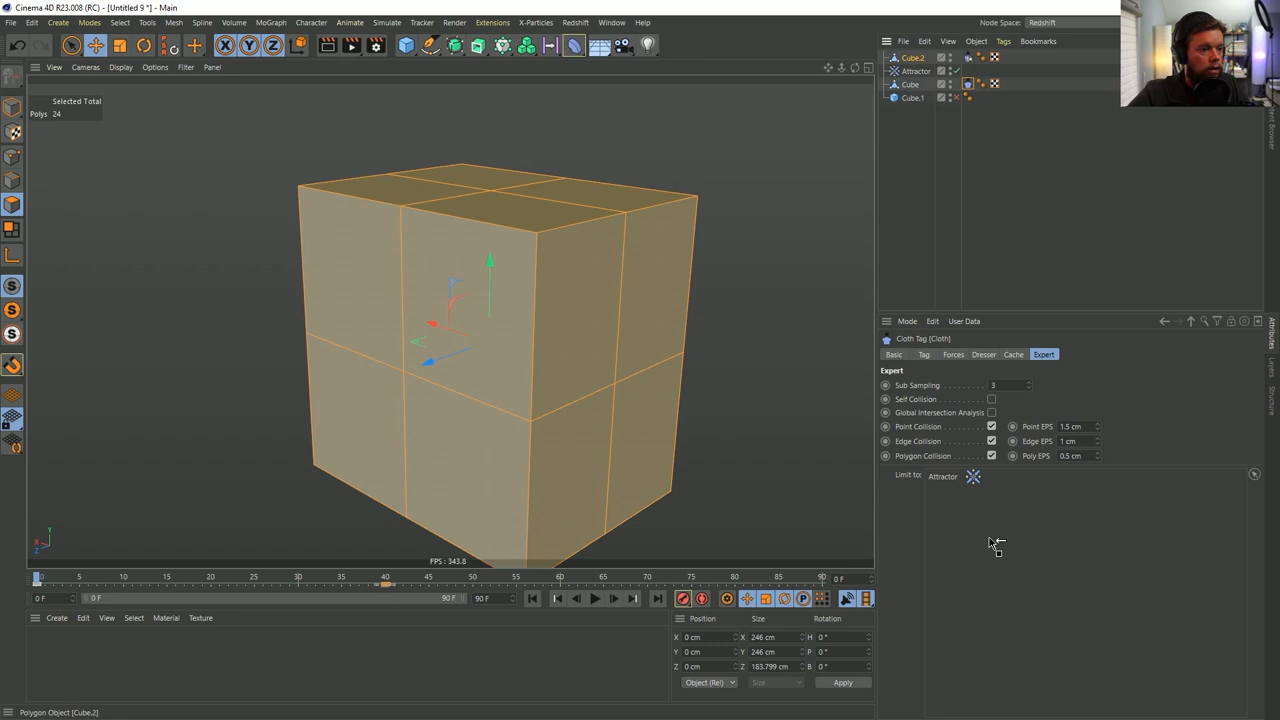 Cinema 4D R23.008 (RC) - [Untitled 9 *] - Main
File Edit Create Modes Select Tools Mesh Spline Volume MoGraph Character Animate Simulate Tracker Render Extensions X-Particles Redshift Window Help Node Space: Redshift
X Y Z
File Edit View Object Tags Bookmarks
View Cameras Display Options Filter Panel
Cube.2
Attractor
Cube
Cube.1
Selected Total
Polys 24
Mode Edit User Data
Cloth Tag [Cloth]
Basic Tag Forces Dresser Cache Expert
Expert
Sub Sampling 3
Self Collision
Global Intersection Analysis
Point Collision Point EPS 1.5 cm
Edge Collision Edge EPS 1 cm
Polygon Collision Poly EPS 0.5 cm
Limit to: Attractor
Attributes
Layers
Structure
Y
X
Z
FPS : 343.8
0 5 10 15 20 25 30 35 40 45 50 55 60 65 70 75 80 85 90 0 F
0 F 0 F 90 F 90 F
Create Edit View Select Material Texture
Position Size Rotation
X 0 cm X 246 cm H 0 °
Y 0 cm Y 246 cm P 0 °
Z 0 cm Z 183.799 cm B 0 °
Object (Rel) Size Apply
Polygon Object [Cube.2]